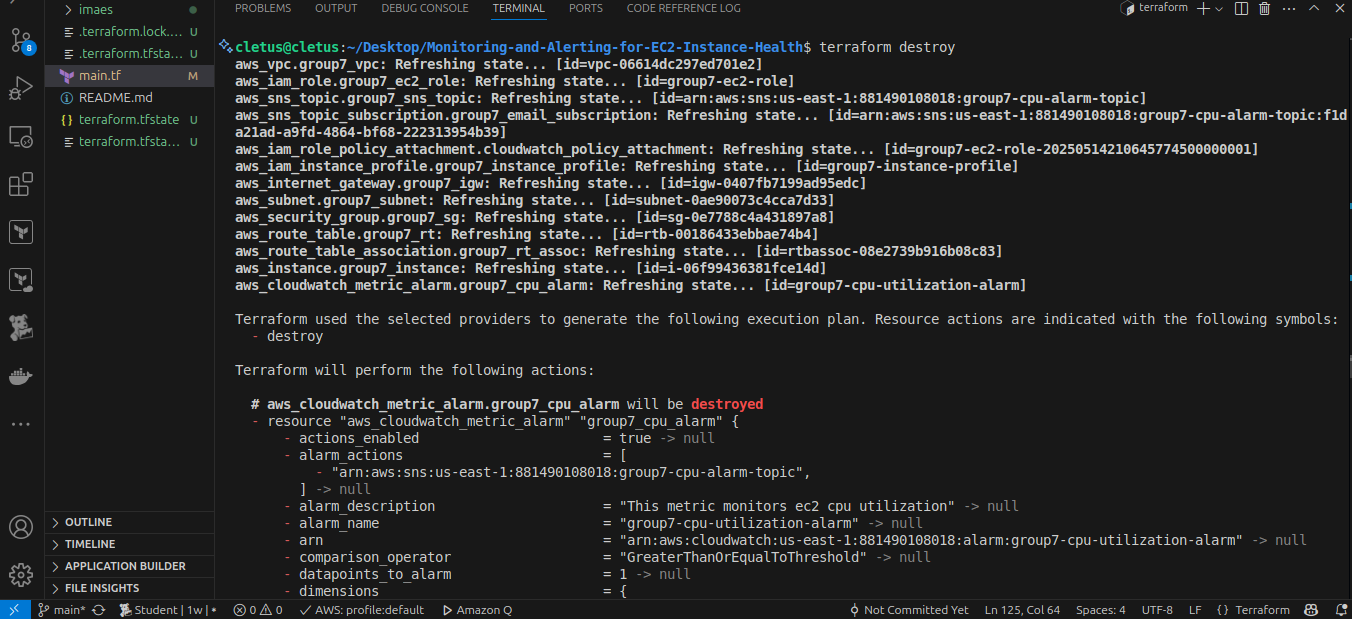 PROBLEMS OUTPUT DEBUG CONSOLE TERMINAL PORTS CODE REFERENCE LOG terraform
imaes
.terraform.lock.... U
.terraform.tfsta... U
main.tf M
README.md
{} terraform.tfstate U
terraform.tfsta... U
8
OUTLINE
TIMELINE
APPLICATION BUILDER
FILE INSIGHTS
cletus@cletus:~/Desktop/Monitoring-and-Alerting-for-EC2-Instance-Health$ terraform destroy
aws_vpc.group7_vpc: Refreshing state... [id=vpc-06614dc297ed701e2]
aws_iam_role.group7_ec2_role: Refreshing state... [id=group7-ec2-role]
aws_sns_topic.group7_sns_topic: Refreshing state... [id=arn:aws:sns:us-east-1:881490108018:group7-cpu-alarm-topic]
aws_sns_topic_subscription.group7_email_subscription: Refreshing state... [id=arn:aws:sns:us-east-1:881490108018:group7-cpu-alarm-topic:f1d
a21ad-a9fd-4864-bf68-222313954b39]
aws_iam_role_policy_attachment.cloudwatch_policy_attachment: Refreshing state... [id=group7-ec2-role-20250514210645774500000001]
aws_iam_instance_profile.group7_instance_profile: Refreshing state... [id=group7-instance-profile]
aws_internet_gateway.group7_igw: Refreshing state... [id=igw-0407fb7199ad95edc]
aws_subnet.group7_subnet: Refreshing state... [id=subnet-0ae90073c4cca7d33]
aws_security_group.group7_sg: Refreshing state... [id=sg-0e7788c4a431897a8]
aws_route_table.group7_rt: Refreshing state... [id=rtb-00186433ebbae74b4]
aws_route_table_association.group7_rt_assoc: Refreshing state... [id=rtbassoc-08e2739b916b08c83]
aws_instance.group7_instance: Refreshing state... [id=i-06f99436381fce14d]
aws_cloudwatch_metric_alarm.group7_cpu_alarm: Refreshing state... [id=group7-cpu-utilization-alarm]
Terraform used the selected providers to generate the following execution plan. Resource actions are indicated with the following symbols:
- destroy
Terraform will perform the following actions:
# aws_cloudwatch_metric_alarm.group7_cpu_alarm will be destroyed
- resource "aws_cloudwatch_metric_alarm" "group7_cpu_alarm" {
- actions_enabled = true -> null
- alarm_actions = [
- "arn:aws:sns:us-east-1:881490108018:group7-cpu-alarm-topic",
] -> null
- alarm_description = "This metric monitors ec2 cpu utilization" -> null
- alarm_name = "group7-cpu-utilization-alarm" -> null
- arn = "arn:aws:cloudwatch:us-east-1:881490108018:alarm:group7-cpu-utilization-alarm" -> null
- comparison_operator = "GreaterThanOrEqualToThreshold" -> null
- datapoints_to_alarm = 1 -> null
- dimensions = {
main* Student | 1w | • 0 0 AWS: profile:default Amazon Q Not Committed Yet Ln 125, Col 64 Spaces: 4 UTF-8 LF {} Terraform